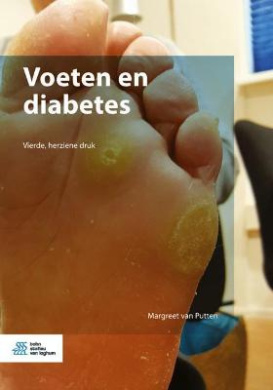 Voeten en
diabetes
Vierde, herziene druk
Margreet van Putten
bohn
stafleu
van loghum